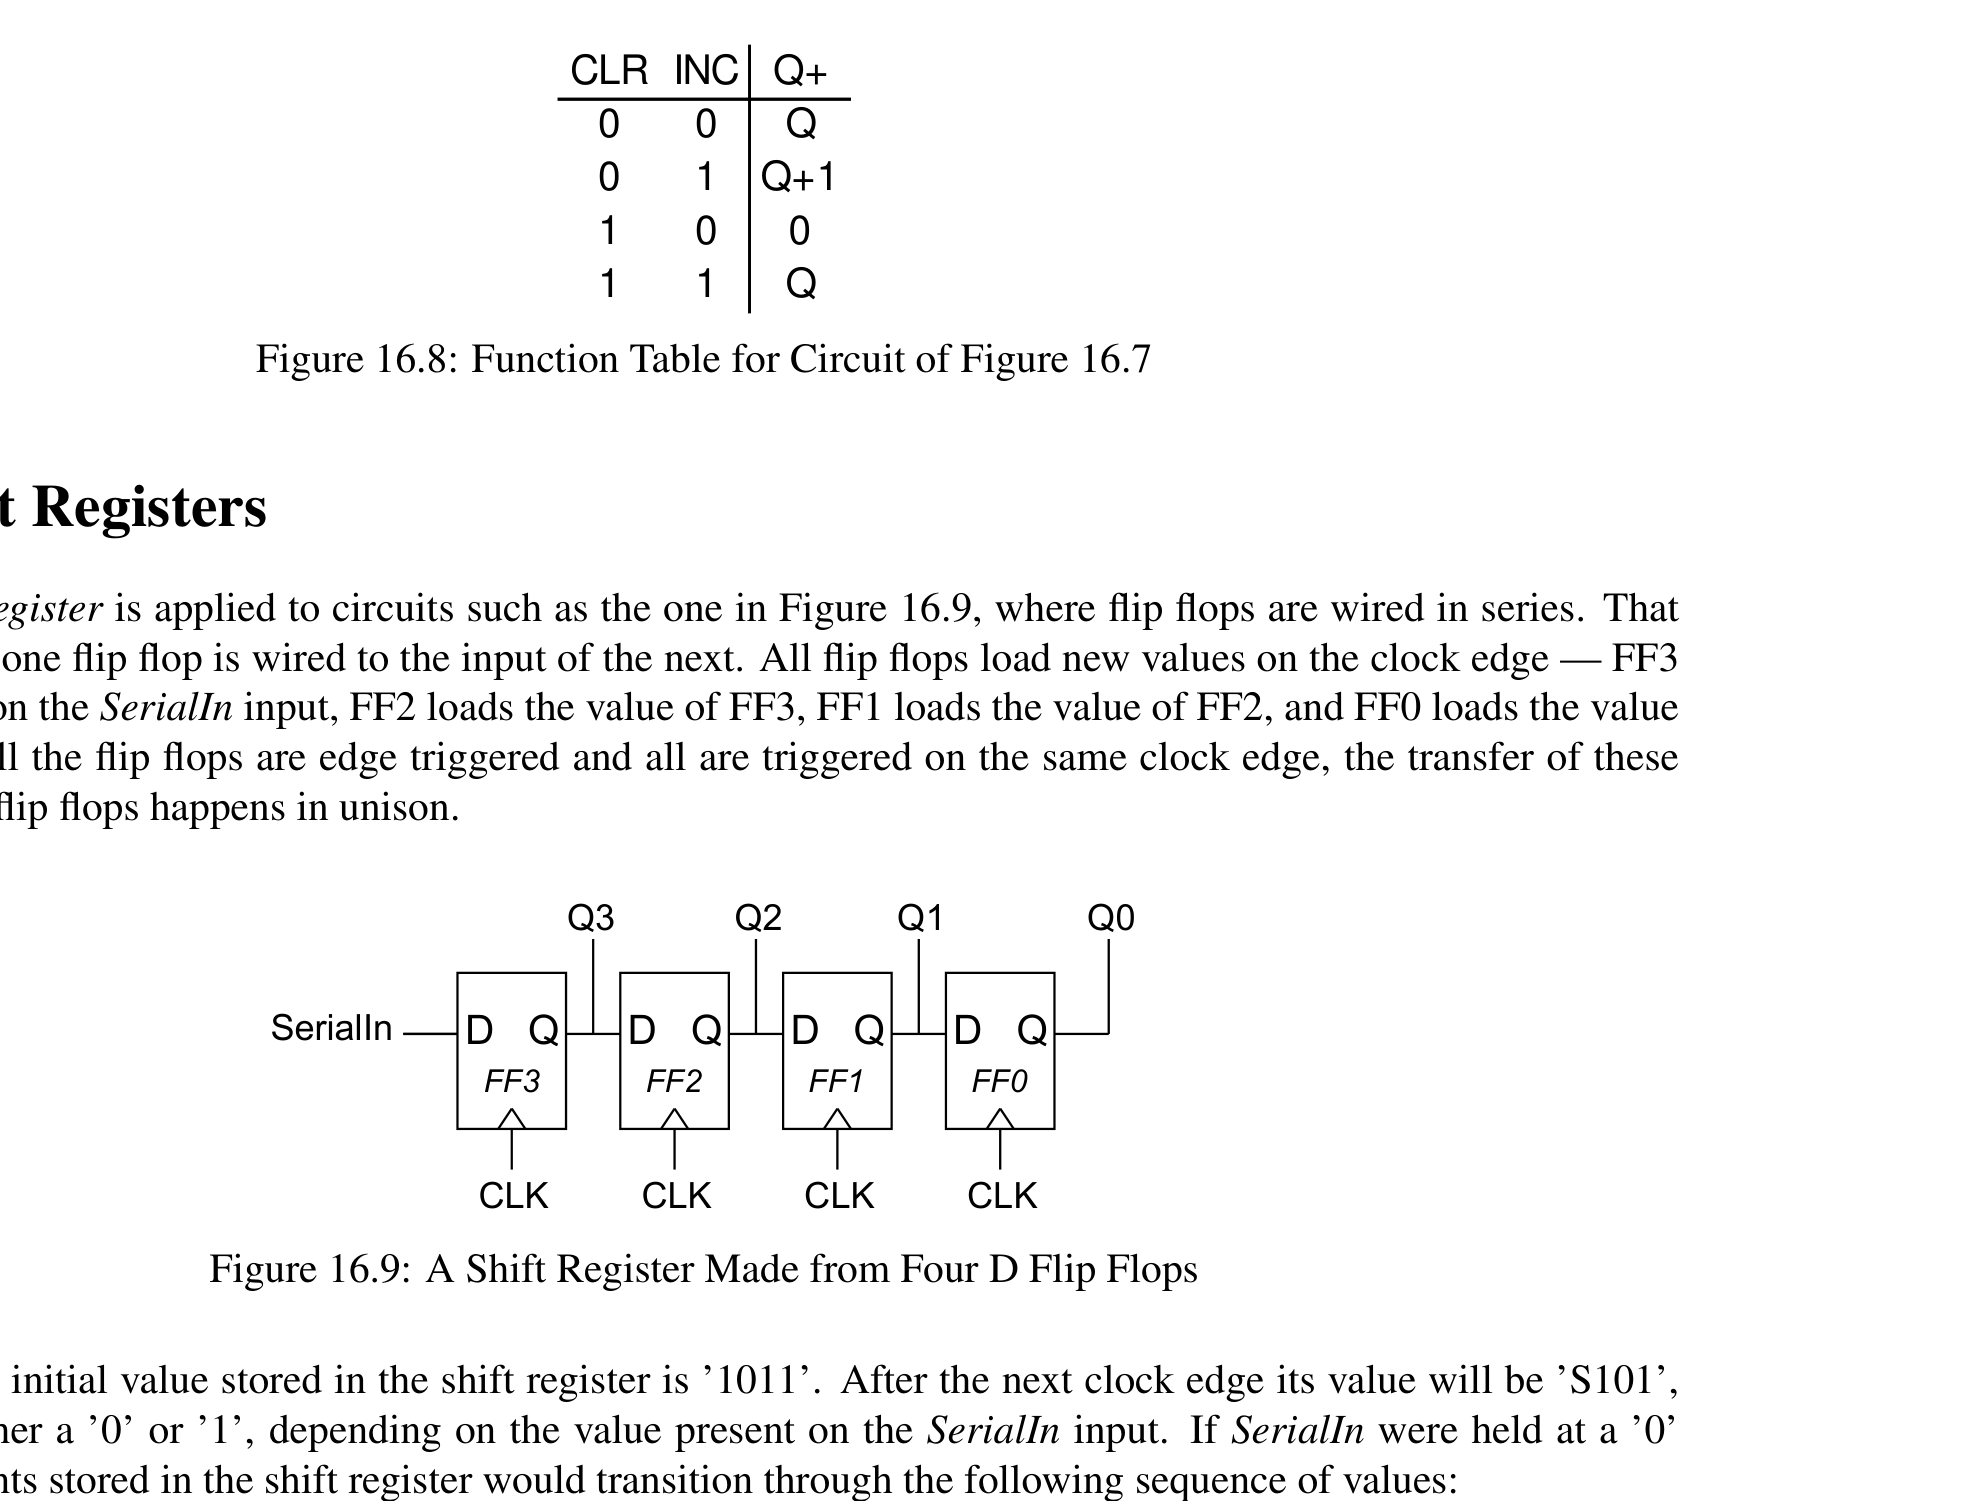 CLR INC Q+
0 0 Q
0 1 Q+1
1 0 0
1 1 Q
Figure 16.8: Function Table for Circuit of Figure 16.7
t Registers
egister is applied to circuits such as the one in Figure 16.9, where flip flops are wired in series. That
one flip flop is wired to the input of the next. All flip flops load new values on the clock edge — FF3
on the SerialIn input, FF2 loads the value of FF3, FF1 loads the value of FF2, and FF0 loads the value
ll the flip flops are edge triggered and all are triggered on the same clock edge, the transfer of these
flip flops happens in unison.
Q3 Q2 Q1 Q0
SerialIn D Q D Q D Q D Q
FF3 FF2 FF1 FF0
CLK CLK CLK CLK
Figure 16.9: A Shift Register Made from Four D Flip Flops
initial value stored in the shift register is ’1011’. After the next clock edge its value will be ’S101’,
her a ’0’ or ’1’, depending on the value present on the SerialIn input. If SerialIn were held at a ’0’
nts stored in the shift register would transition through the following sequence of values: